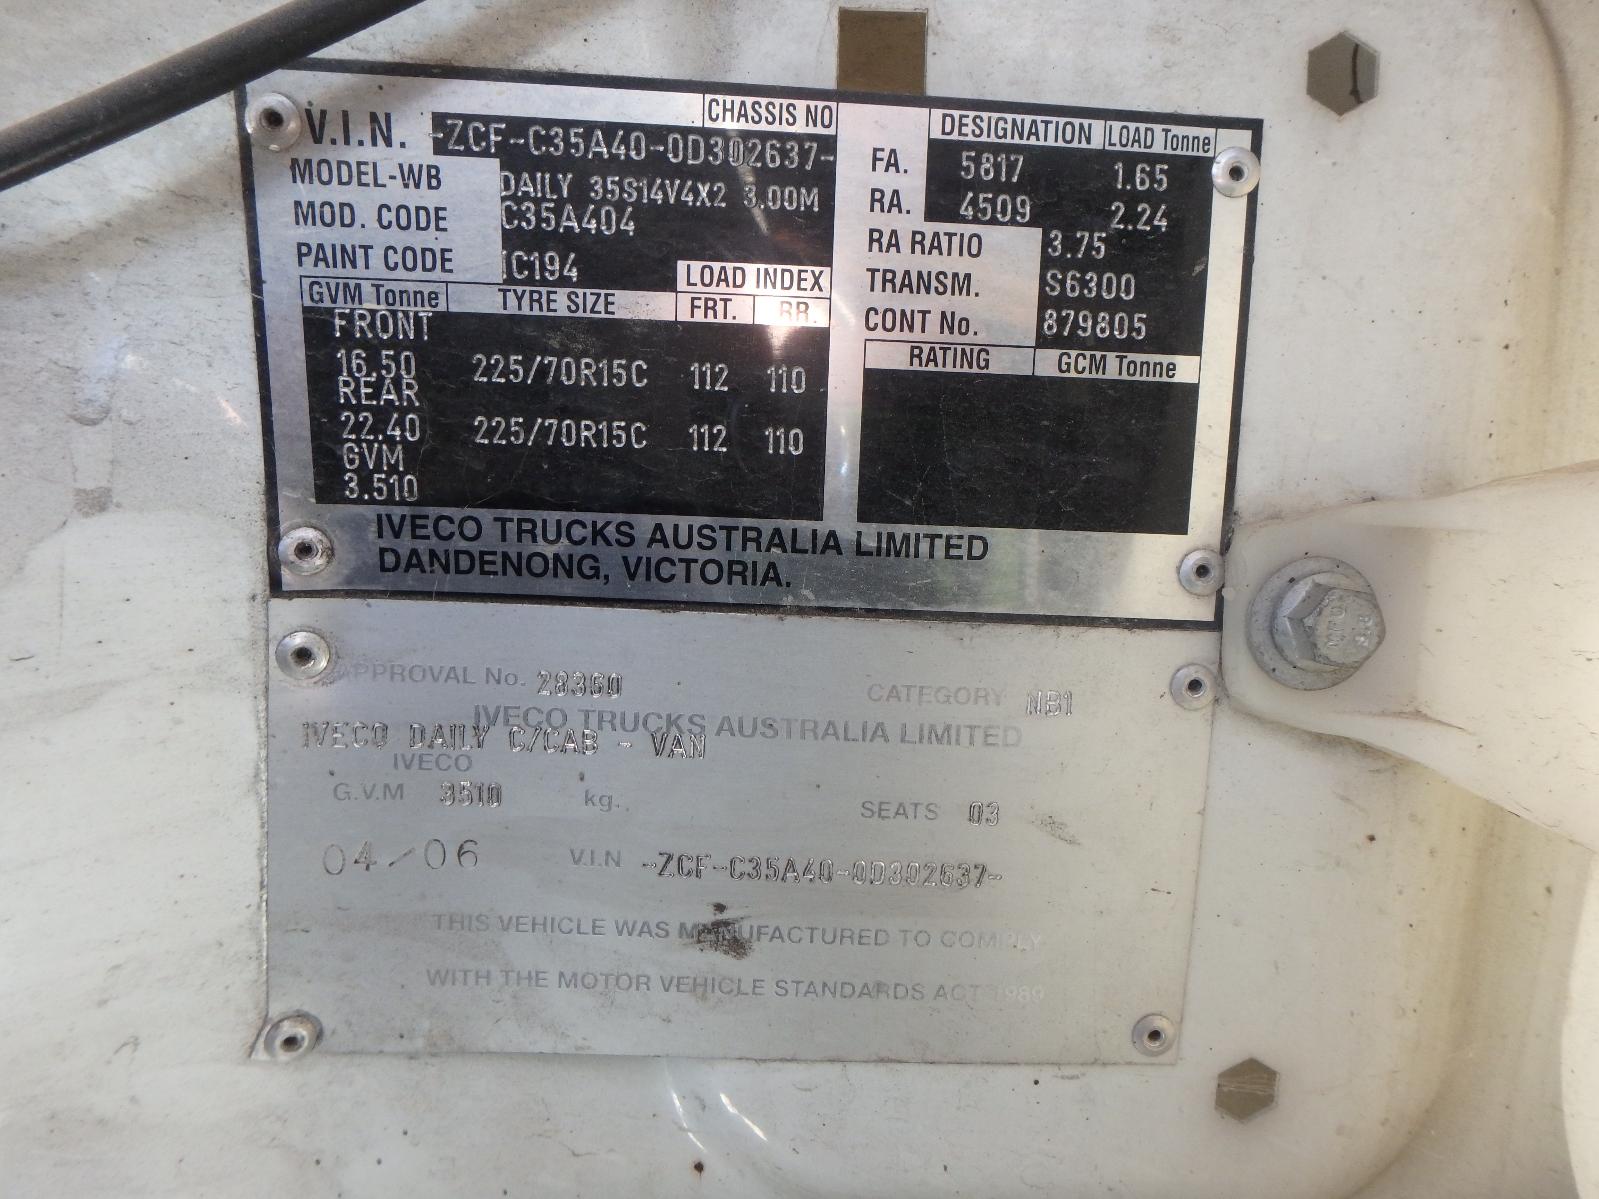 CHASSIS NO
V.I.N. -ZCF-C35A40-0D302637-
MODEL-WB DAILY 35S14V4X2 3.00M
MOD. CODE C35A404
PAINT CODE IC194
LOAD INDEX
GVM Tonne TYRE SIZE FRT. RR.
FRONT
16.50 225/70R15C 112 110
REAR
22.40 225/70R15C 112 110
GVM
3.510
DESIGNATION LOAD Tonne
FA. 5817 1.65
RA. 4509 2.24
RA RATIO 3.75
TRANSM. S6300
CONT No. 879805
RATING GCM Tonne
IVECO TRUCKS AUSTRALIA LIMITED
DANDENONG, VICTORIA.
APPROVAL No. 28360 CATEGORY NB1
IVECO TRUCKS AUSTRALIA LIMITED
IVECO DAILY C/CAB - VAN
IVECO
G.V.M 3510 kg. SEATS 03
04/06 V.I.N -ZCF-C35A40-0D302637-
THIS VEHICLE WAS MANUFACTURED TO COMPLY
WITH THE MOTOR VEHICLE STANDARDS ACT 1989
8.8